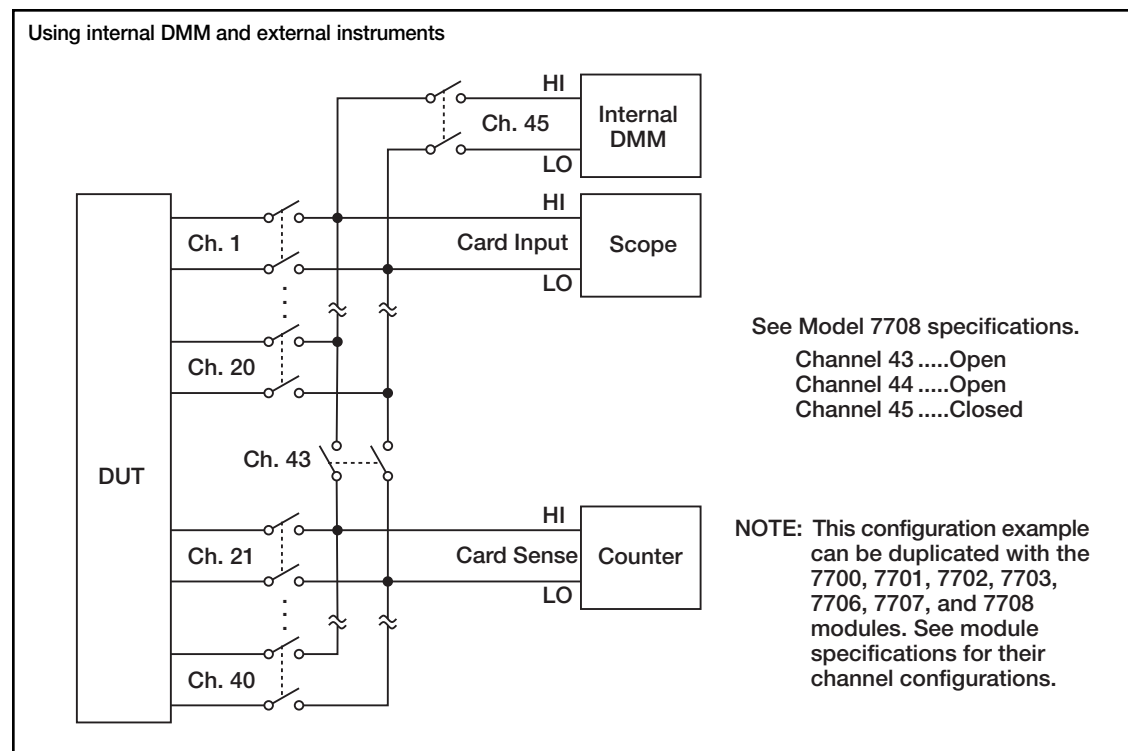 Using internal DMM and external instruments
HI
Ch. 45
LO
Internal
DMM
HI
Ch. 1
Card Input
Scope
LO
Ch. 20
See Model 7708 specifications.
Channel 43 .....Open
Channel 44 .....Open
Channel 45 .....Closed
Ch. 43
DUT
HI
Ch. 21
Card Sense
Counter
LO
Ch. 40
NOTE: This configuration example
can be duplicated with the
7700, 7701, 7702, 7703,
7706, 7707, and 7708
modules. See module
specifications for their
channel configurations.